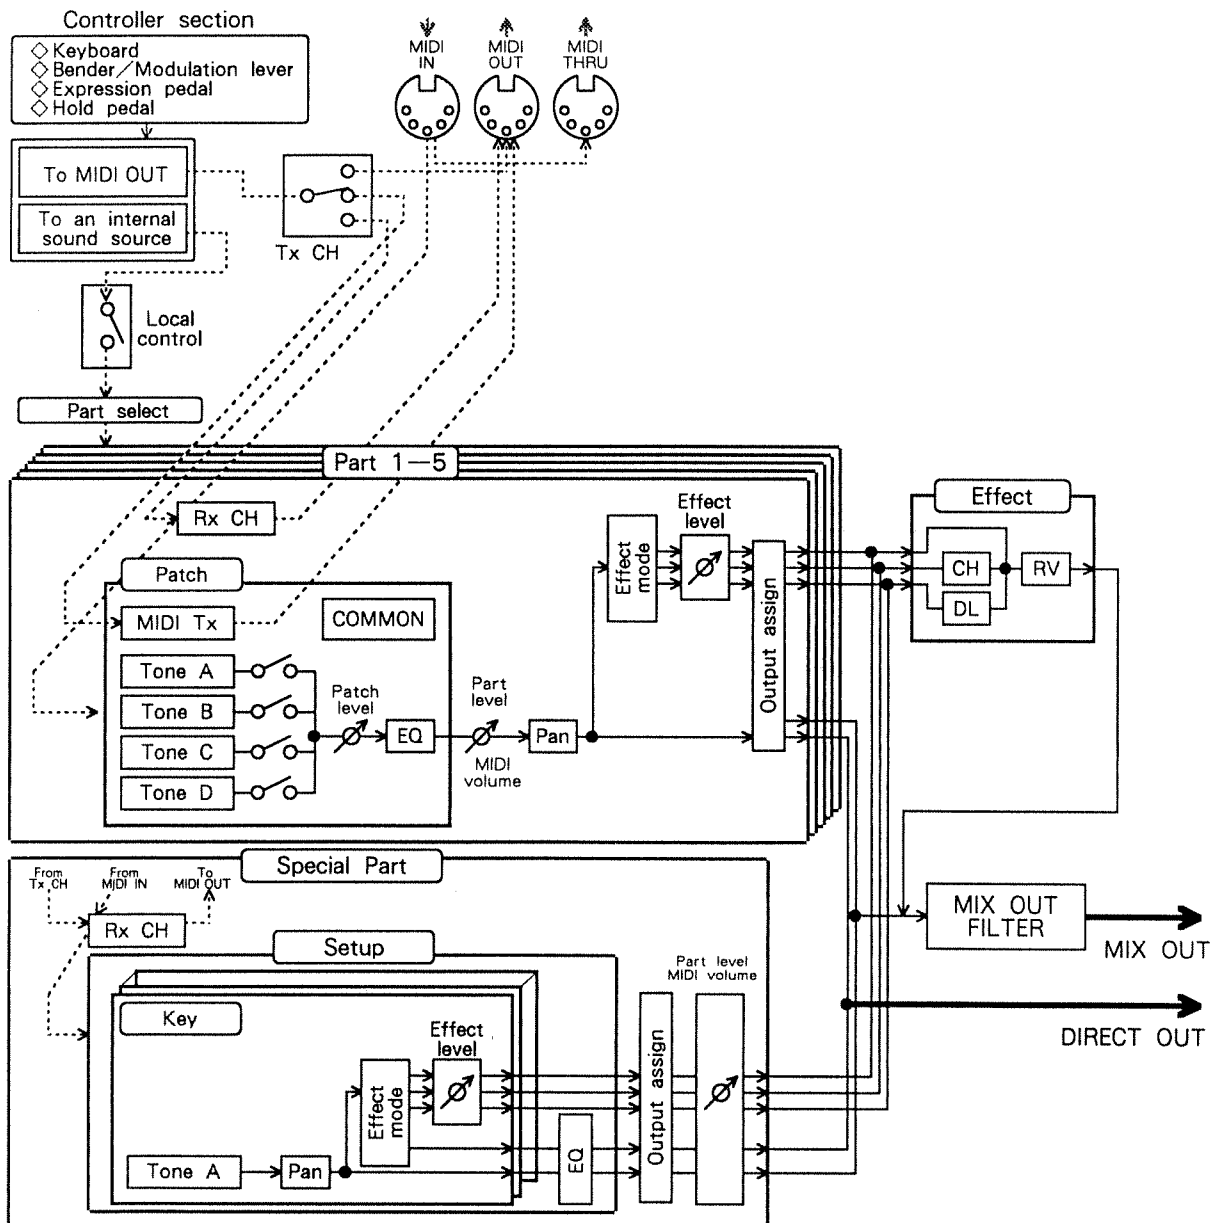 Controller section
◇ Keyboard
◇ Bender/Modulation lever
◇ Expression pedal
◇ Hold pedal
MIDI
IN
MIDI
OUT
MIDI
THRU
To MIDI OUT
To an internal
sound source
Tx CH
Local
control
Part select
Part 1—5
Rx CH
Patch
MIDI Tx
COMMON
Tone A
Tone B
Tone C
Tone D
Patch
level
EQ
Part
level
MIDI
volume
Pan
Effect
mode
Effect
level
Output assign
Effect
CH
DL
RV
Special Part
From
Tx CH
From
MIDI IN
To
MIDI OUT
Rx CH
Setup
Key
Tone A
Pan
Effect
mode
Effect
level
EQ
Output assign
Part level
MIDI volume
MIX OUT
FILTER
MIX OUT
DIRECT OUT